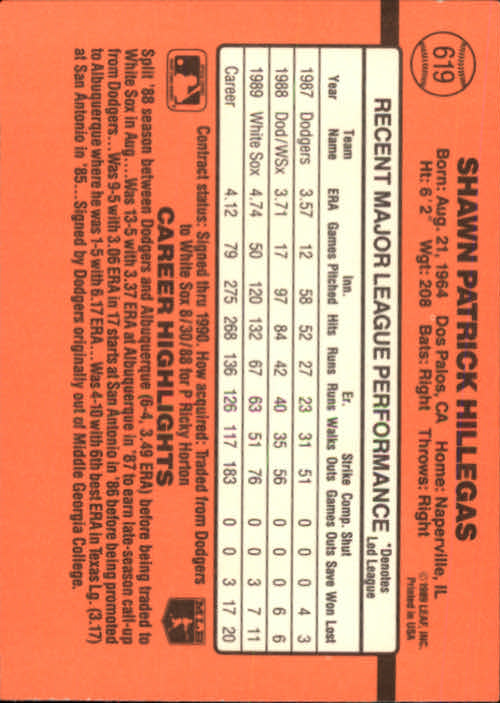 619
SHAWN PATRICK HILLEGAS
Born: Aug. 21, 1964 Dos Palos, CA Home: Naperville, IL
Ht: 6'2" Wgt: 208 Bats: Right Throws: Right
© 1989 LEAF, INC.
Printed in USA
RECENT MAJOR LEAGUE PERFORMANCE *Denotes
Led League
Team Inn. Er. Strike Comp. Shut
Year Name ERA Games Pitched Hits Runs Runs Walks Outs Games Outs Save Won Lost
1987 Dodgers 3.57 12 58 52 27 23 31 51 0 0 0 4 3
1988 Dod/WSx 3.71 17 97 84 42 40 35 56 0 0 0 6 6
1989 White Sox 4.74 50 120 132 67 63 51 76 0 0 3 7 11
Career 4.12 79 275 268 136 126 117 183 0 0 3 17 20
Contract status: Signed thru 1990. How acquired: Traded from Dodgers
to White Sox 8/30/88 for P Ricky Horton
CAREER HIGHLIGHTS
MLBPA
Split '88 season between Dodgers and Albuquerque (6-4, 3.49 ERA) before being traded to
White Sox in Aug.... Was 13-5 with 3.37 ERA at Albuquerque in '87 to earn late-season call-up
from Dodgers... Was 9-5 with 3.06 ERA in 17 starts at San Antonio in '86 before being promoted
to Albuquerque where he was 1-5 with 6.17 ERA... Was 4-10 with 6th best ERA in Texas Lg. (3.17)
at San Antonio in '85... Signed by Dodgers originally out of Middle Georgia College.